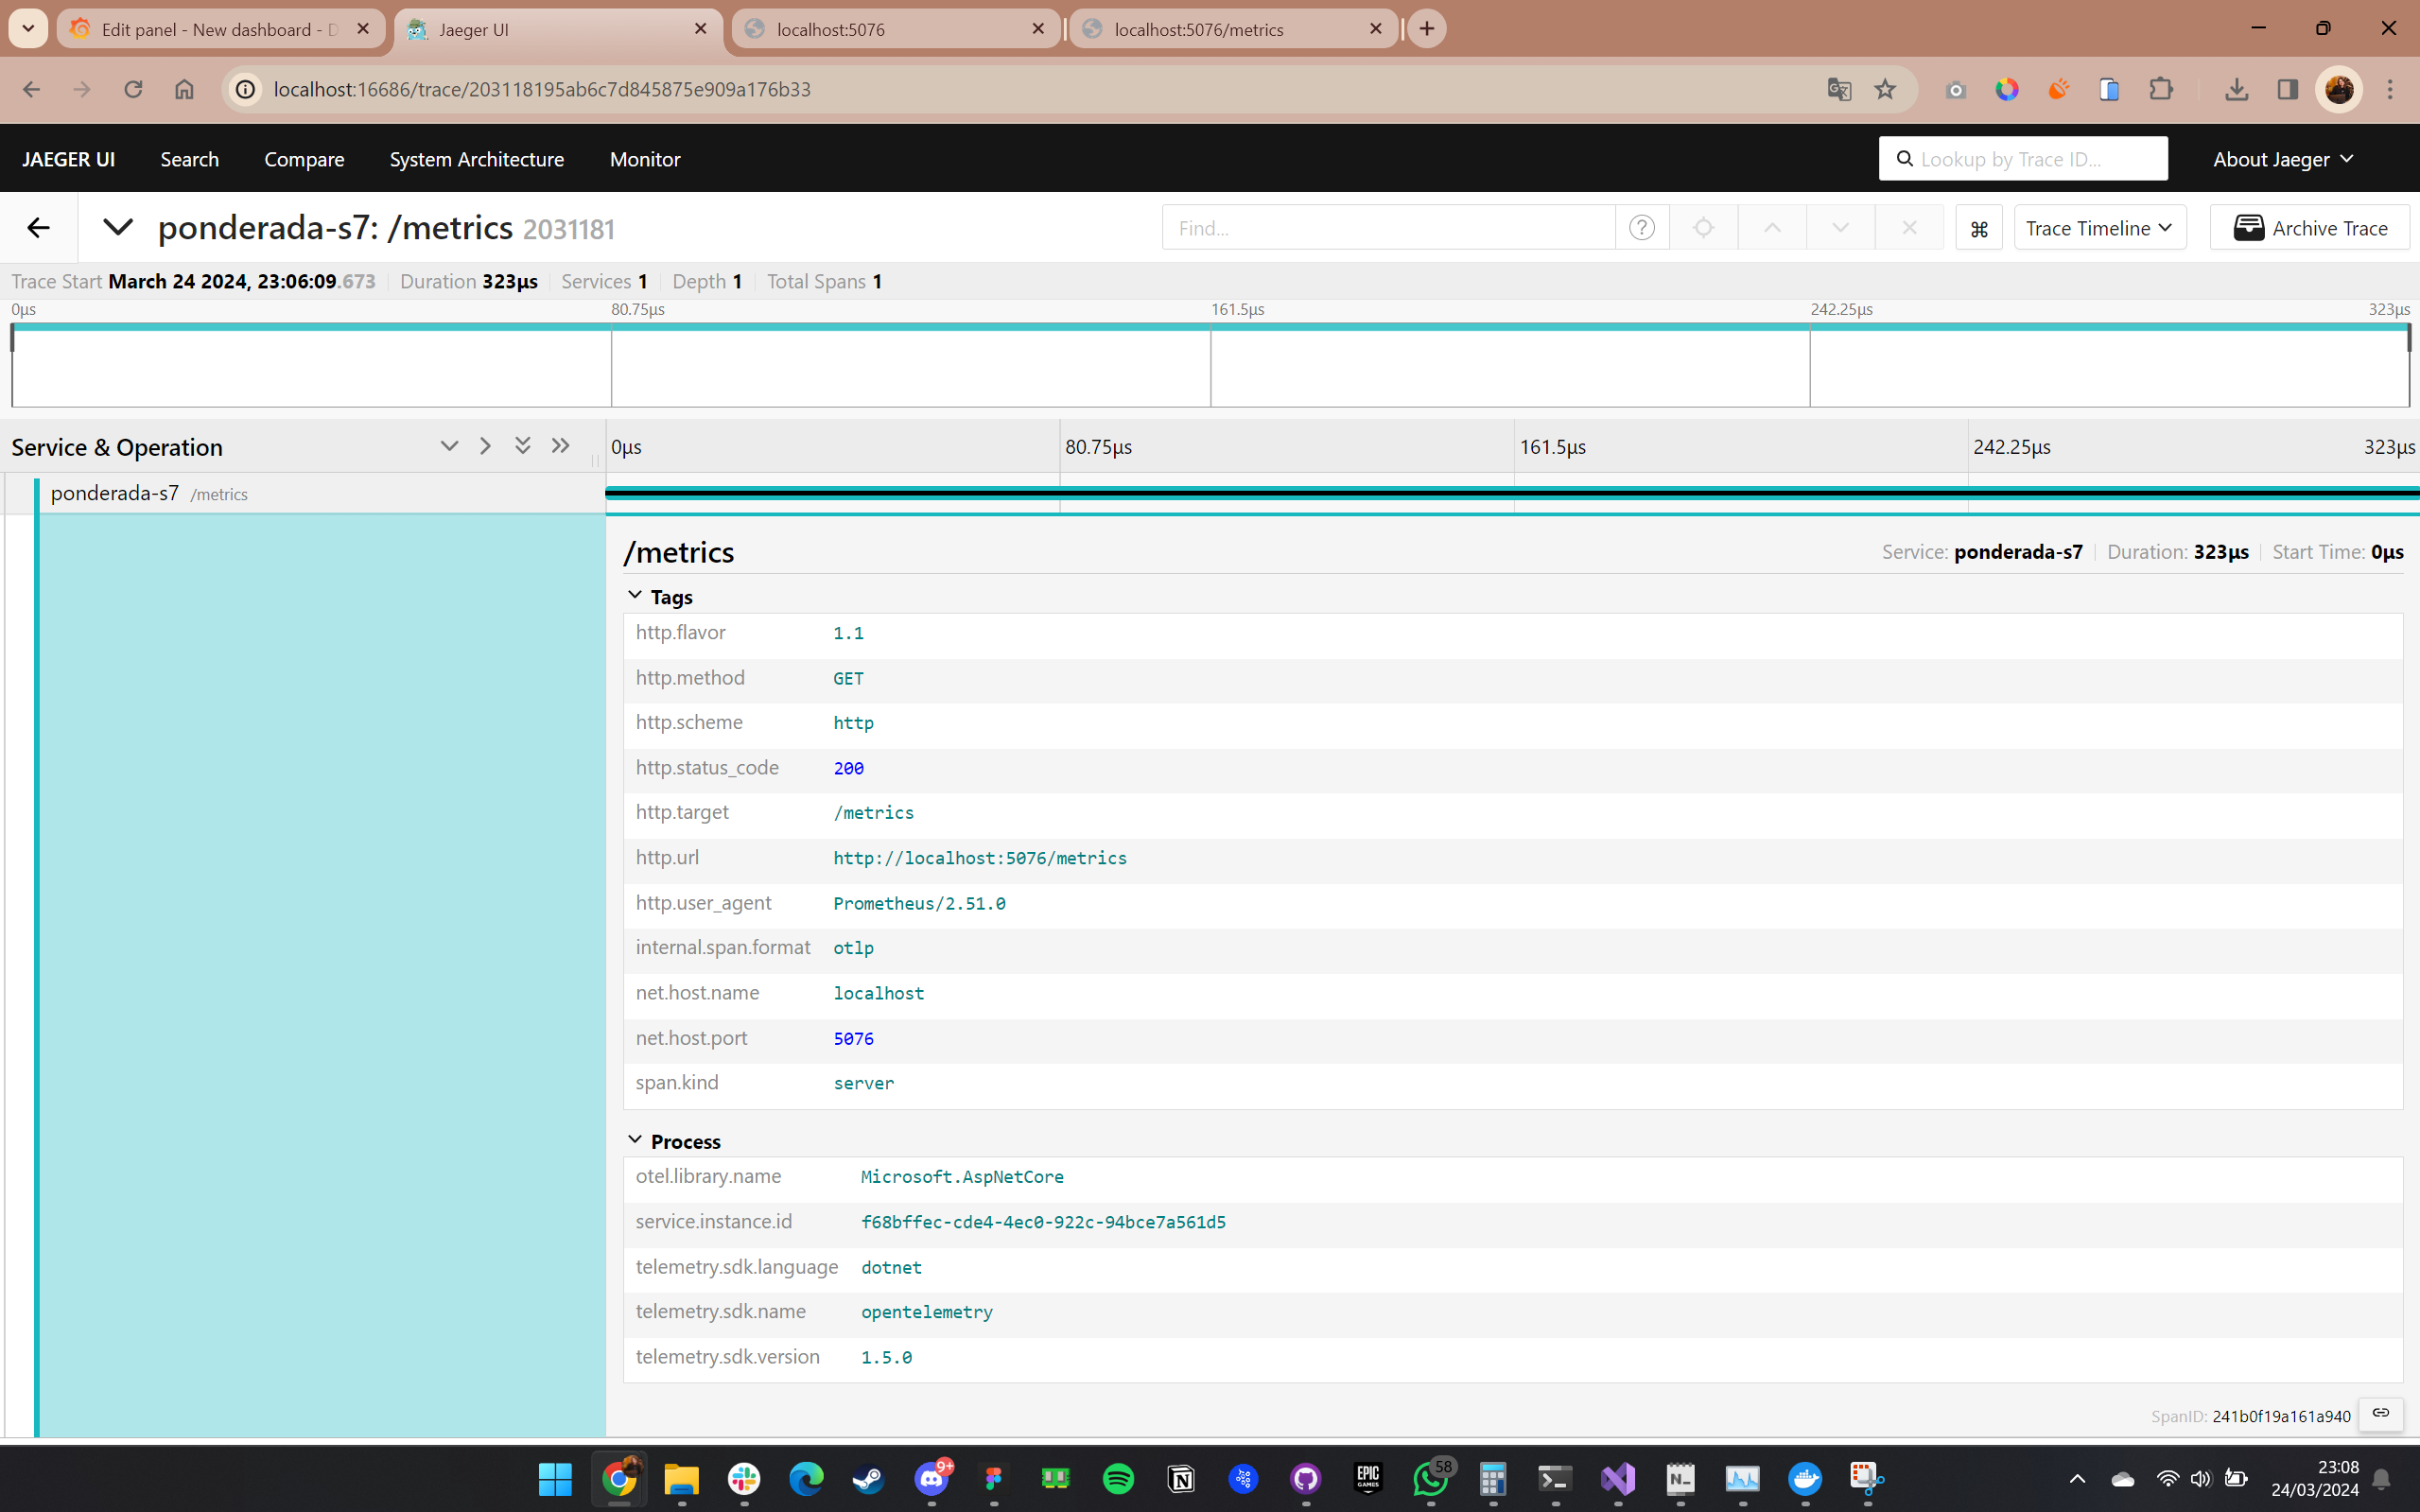 Edit panel - New dashboard - D
Jaeger UI
localhost:5076
localhost:5076/metrics
localhost:16686/trace/203118195ab6c7d845875e909a176b33
JAEGER UI Search Compare System Architecture Monitor Lookup by Trace ID... About Jaeger
ponderada-s7: /metrics 2031181 Find... Trace Timeline Archive Trace
Trace Start March 24 2024, 23:06:09.673 Duration 323μs Services 1 Depth 1 Total Spans 1
0μs 80.75μs 161.5μs 242.25μs 323μs
Service & Operation 0μs 80.75μs 161.5μs 242.25μs 323μs
ponderada-s7 /metrics
/metrics Service: ponderada-s7 Duration: 323μs Start Time: 0μs
Tags
http.flavor 1.1
http.method GET
http.scheme http
http.status_code 200
http.target /metrics
http.url http://localhost:5076/metrics
http.user_agent Prometheus/2.51.0
internal.span.format otlp
net.host.name localhost
net.host.port 5076
span.kind server
Process
otel.library.name Microsoft.AspNetCore
service.instance.id f68bffec-cde4-4ec0-922c-94bce7a561d5
telemetry.sdk.language dotnet
telemetry.sdk.name opentelemetry
telemetry.sdk.version 1.5.0
SpanID: 241b0f19a161a940
9+
EPIC
GAMES
58
23:08
24/03/2024